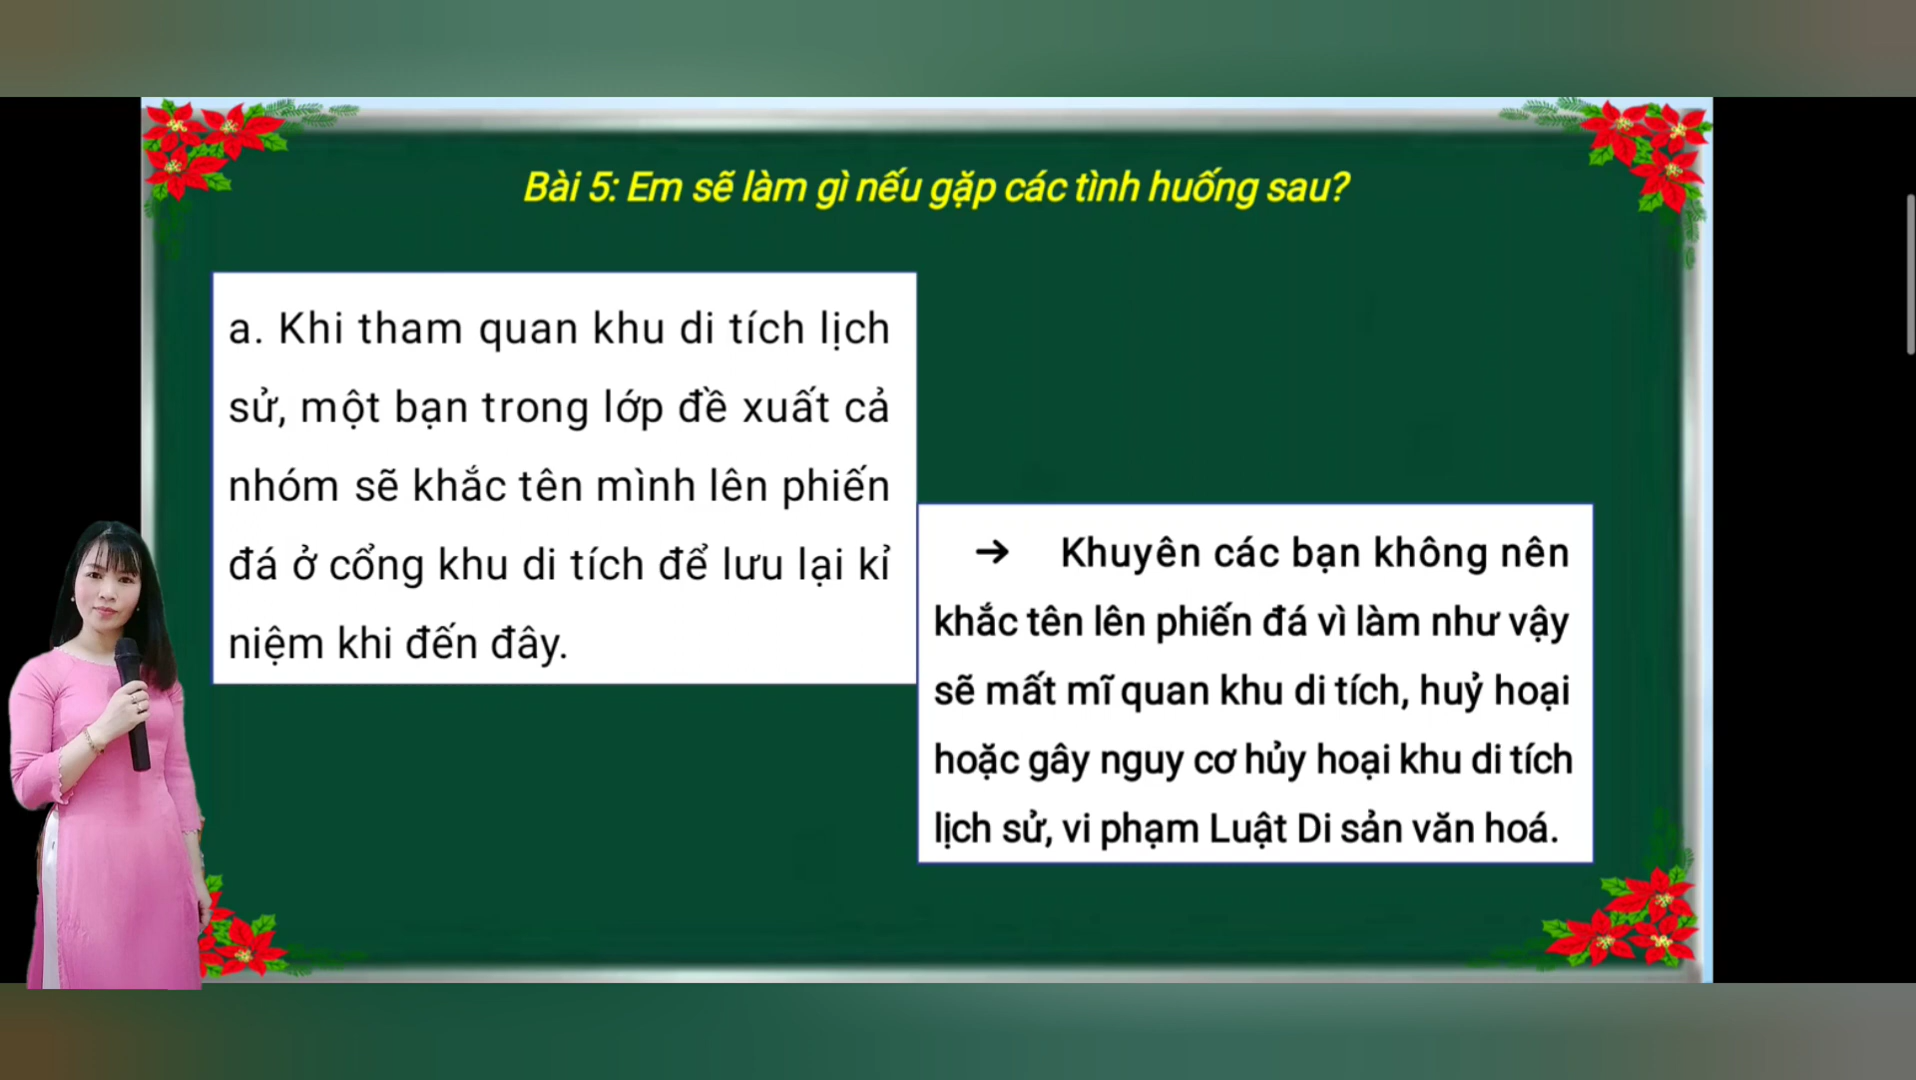 Bài 5: Em sẽ làm gì nếu gặp các tình huống sau?
a. Khi tham quan khu di tích lịch
sử, một bạn trong lớp đề xuất cả
nhóm sẽ khắc tên mình lên phiến
đá ở cổng khu di tích để lưu lại kỉ
niệm khi đến đây.
→ Khuyên các bạn không nên
khắc tên lên phiến đá vì làm như vậy
sẽ mất mĩ quan khu di tích, huỷ hoại
hoặc gây nguy cơ hủy hoại khu di tích
lịch sử, vi phạm Luật Di sản văn hoá.